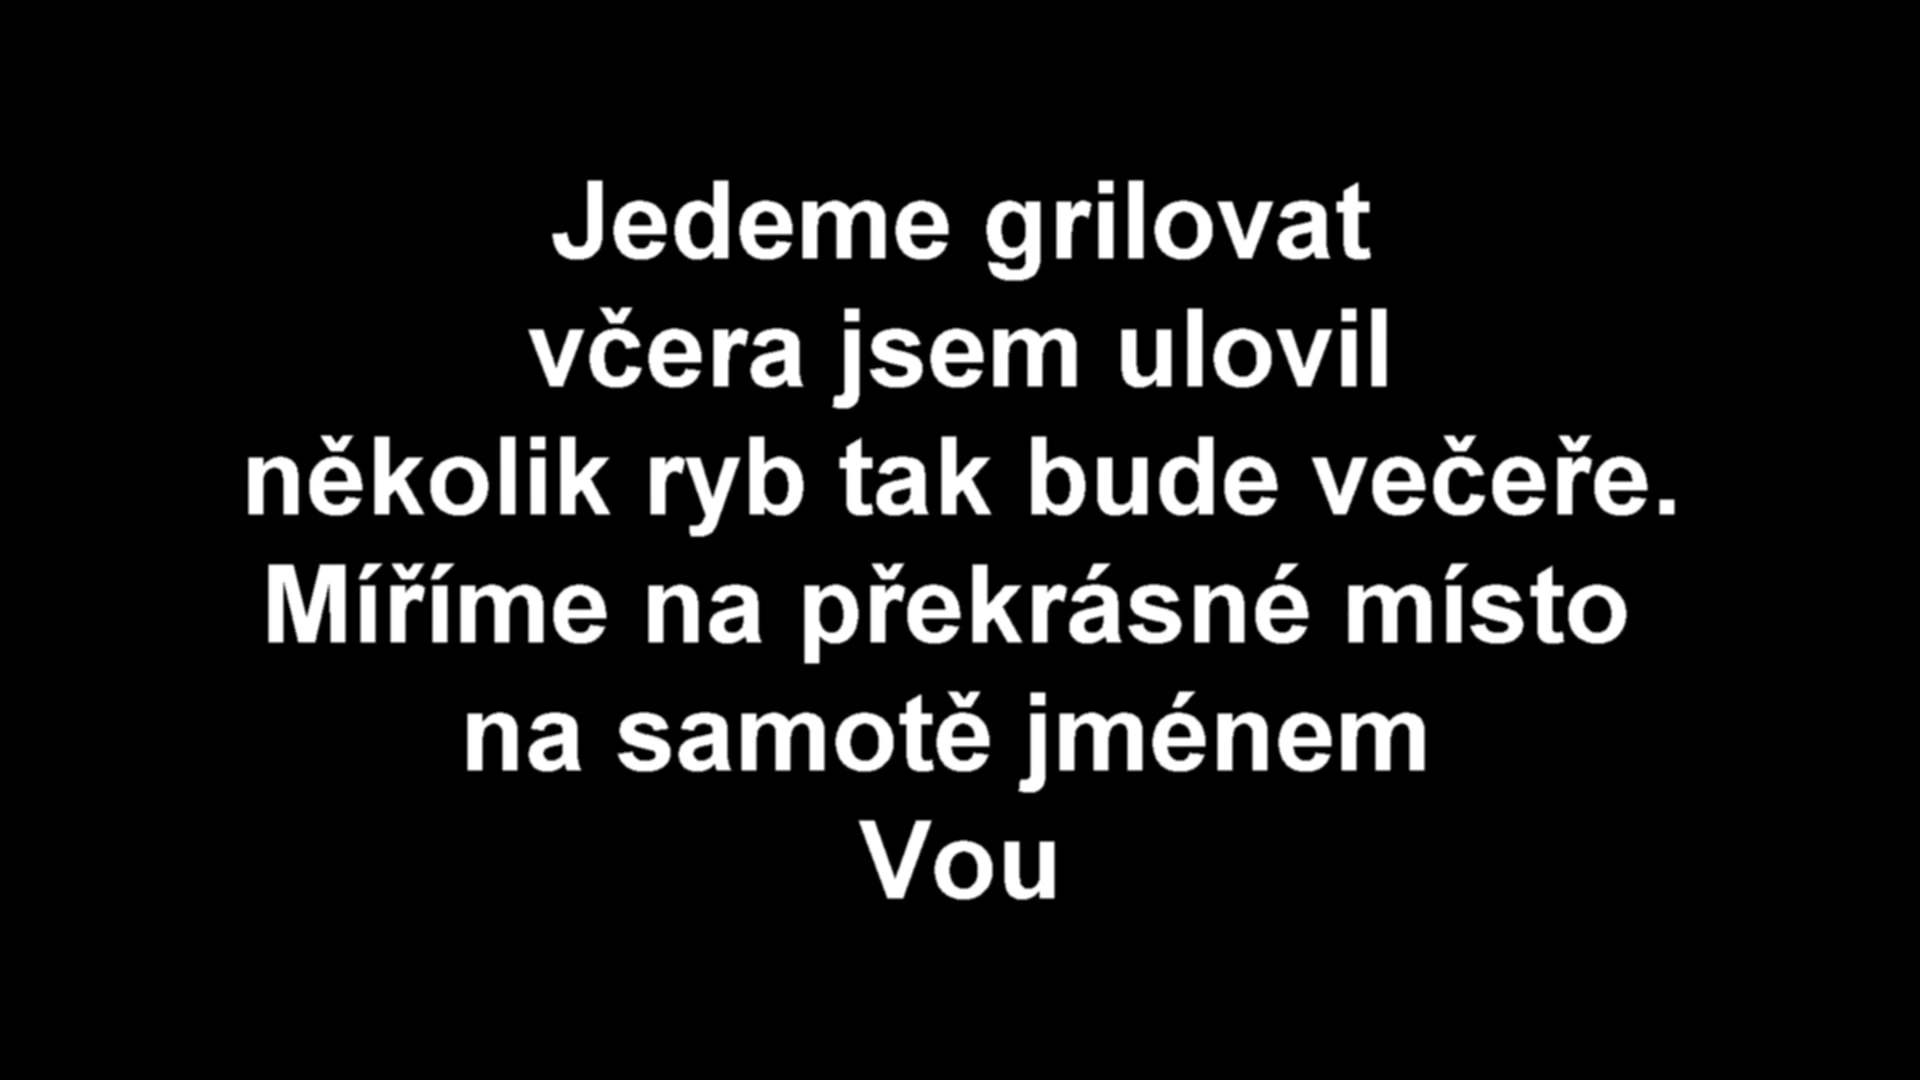 Jedeme grilovat
včera jsem ulovil
několik ryb tak bude večeře.
Míříme na překrásné místo
na samotě jménem
Vou